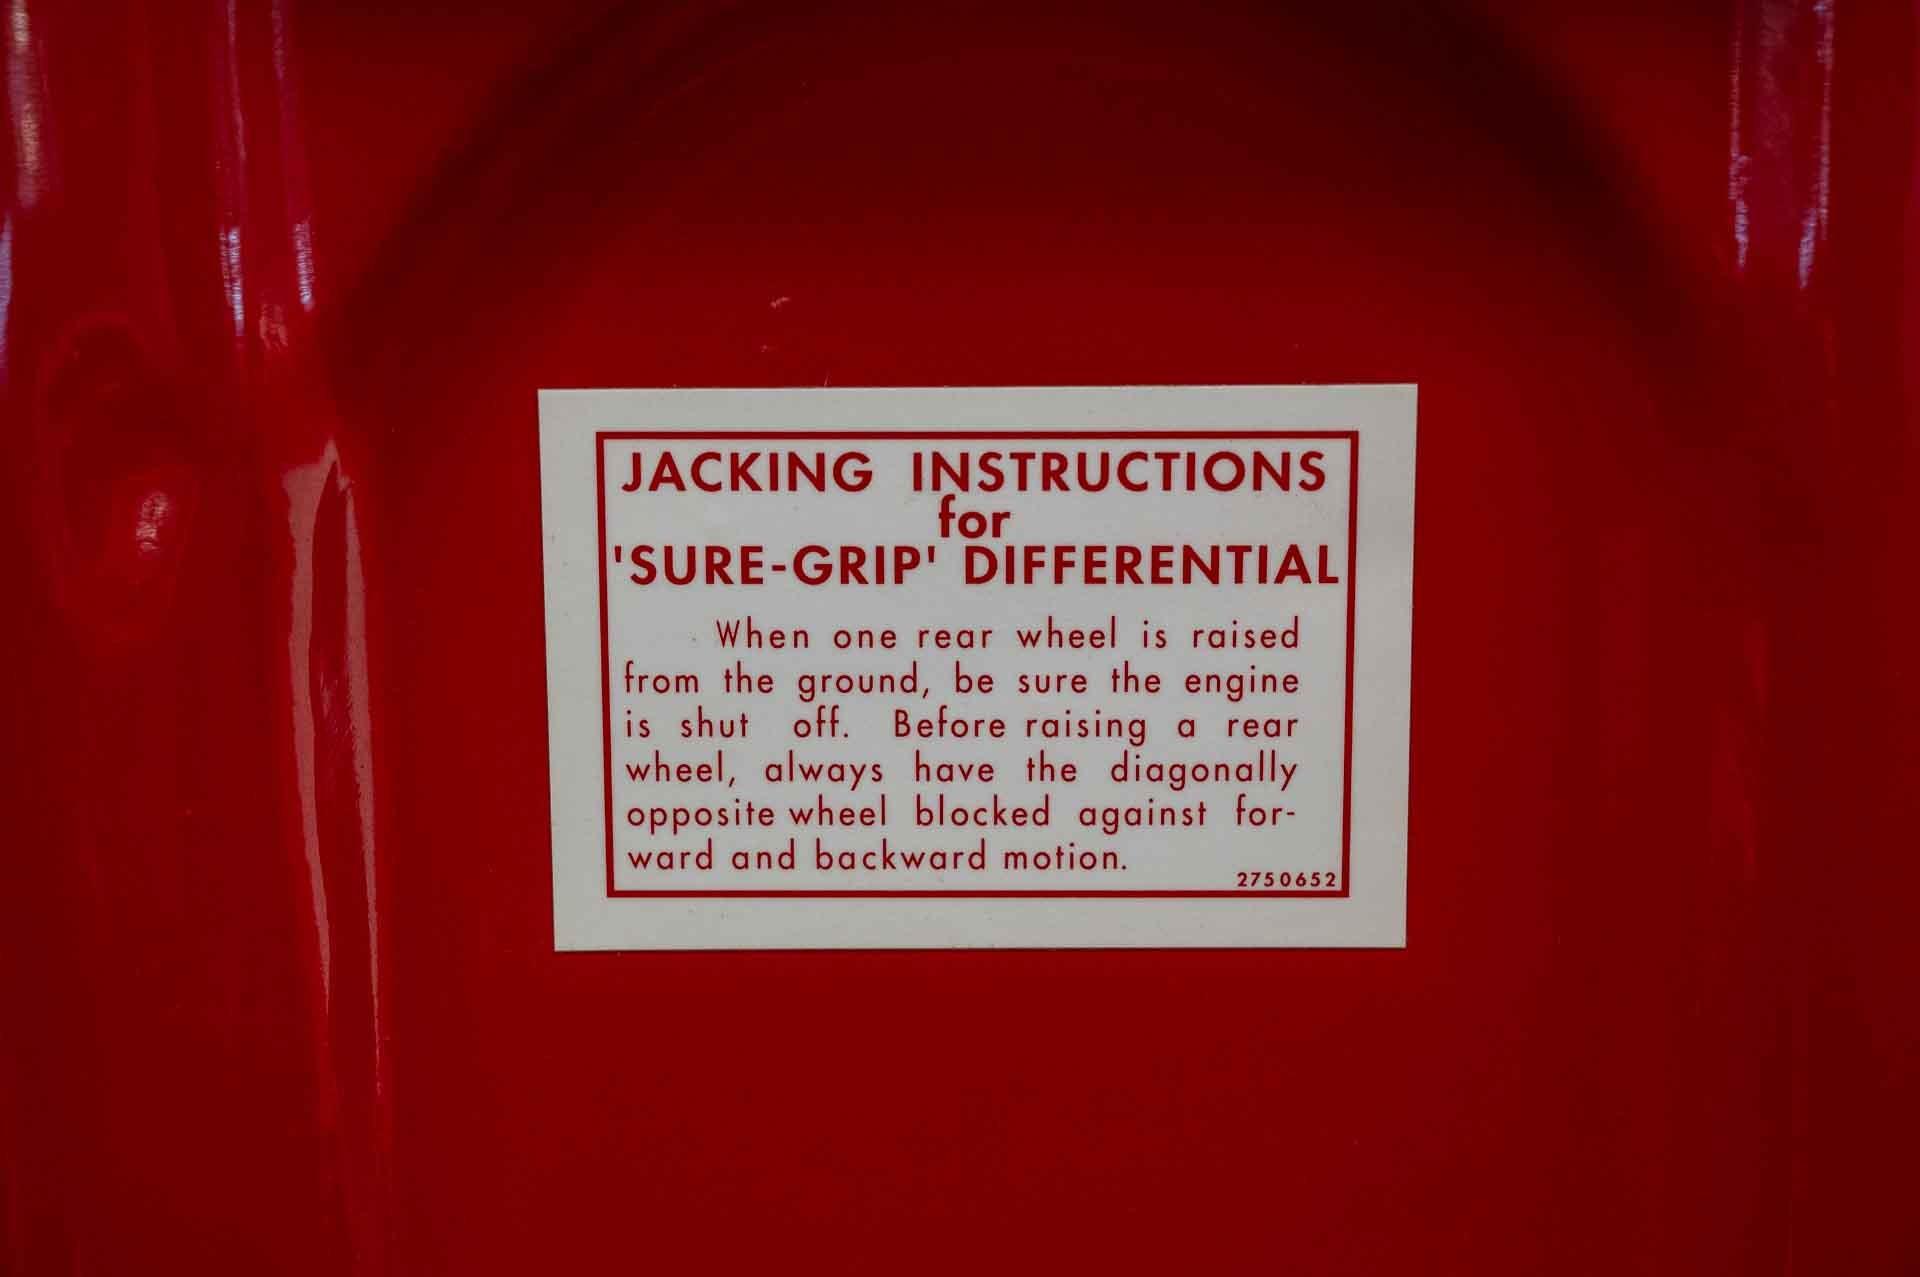 JACKING INSTRUCTIONS
for
'SURE-GRIP' DIFFERENTIAL
When one rear wheel is raised
from the ground, be sure the engine
is shut off. Before raising a rear
wheel, always have the diagonally
opposite wheel blocked against for-
ward and backward motion.
2750652